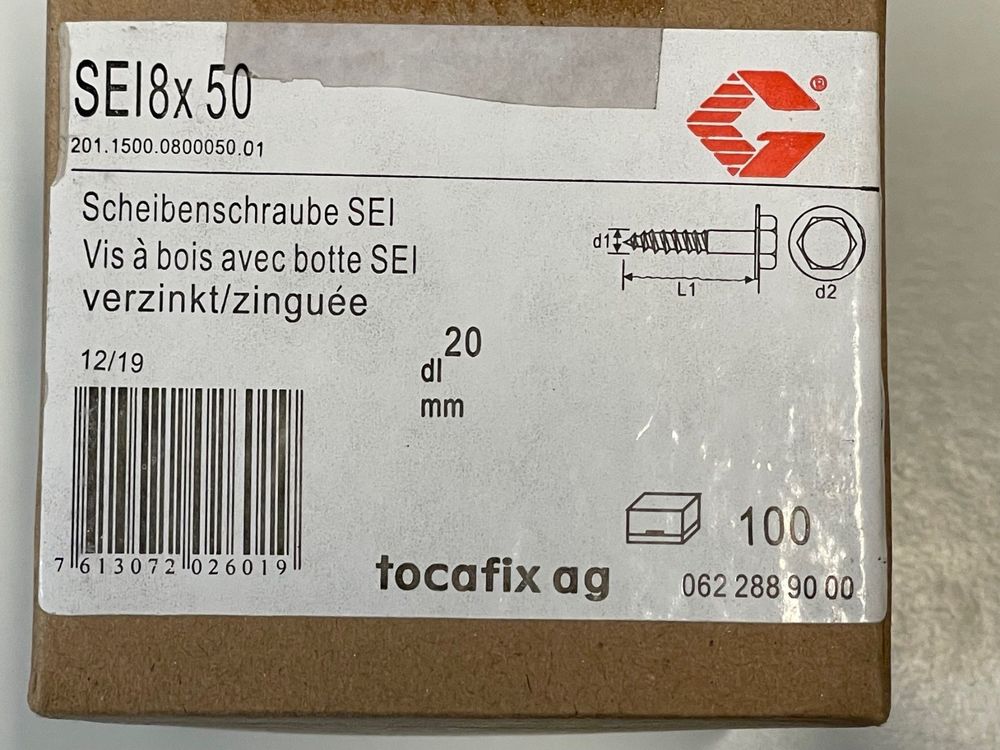 SEI8x 50
201.1500.0800050.01
®
Scheibenschraube SEI
Vis à bois avec botte SEI
verzinkt/zinguée
d1
L1
d2
12/19
20
dl
mm
7 613072 026019
100
tocafix ag
062 288 90 00